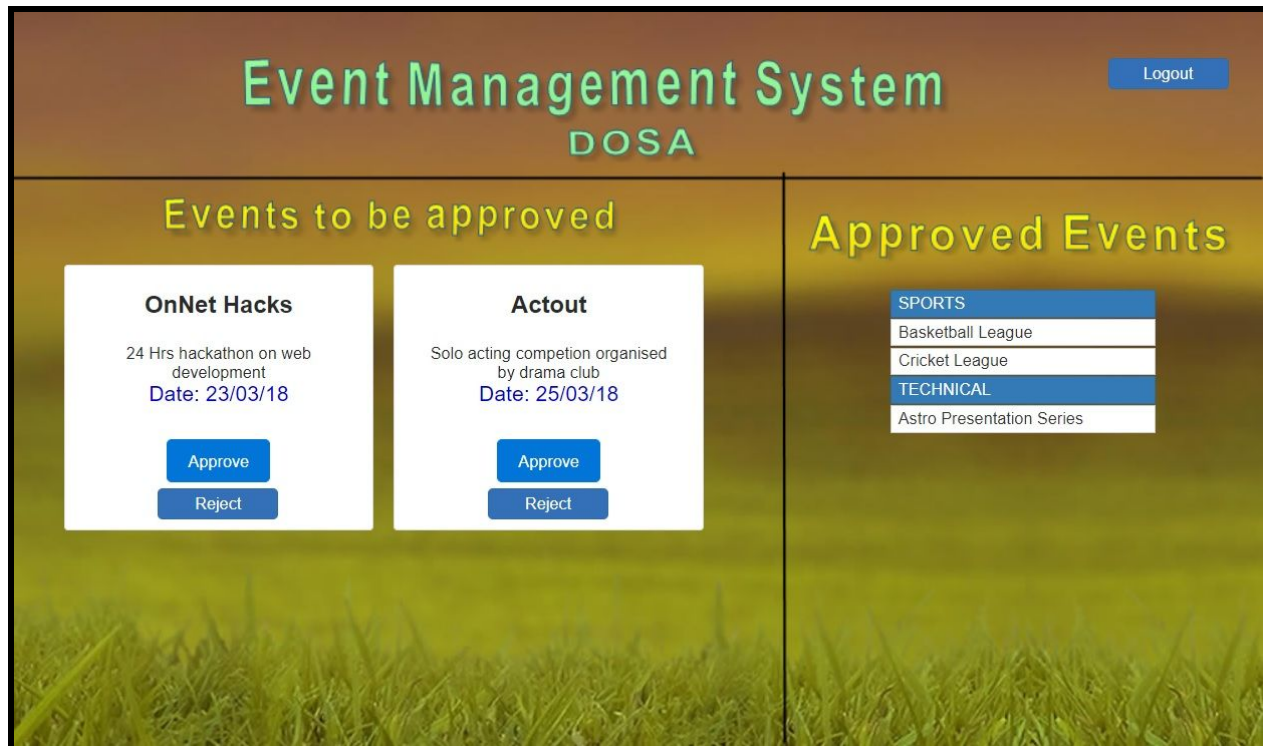 Event Management System
DOSA
Logout
Events to be approved
OnNet Hacks
24 Hrs hackathon on web
development
Date: 23/03/18
Approve
Reject
Actout
Solo acting competion organised
by drama club
Date: 25/03/18
Approve
Reject
Approved Events
SPORTS
Basketball League
Cricket League
TECHNICAL
Astro Presentation Series